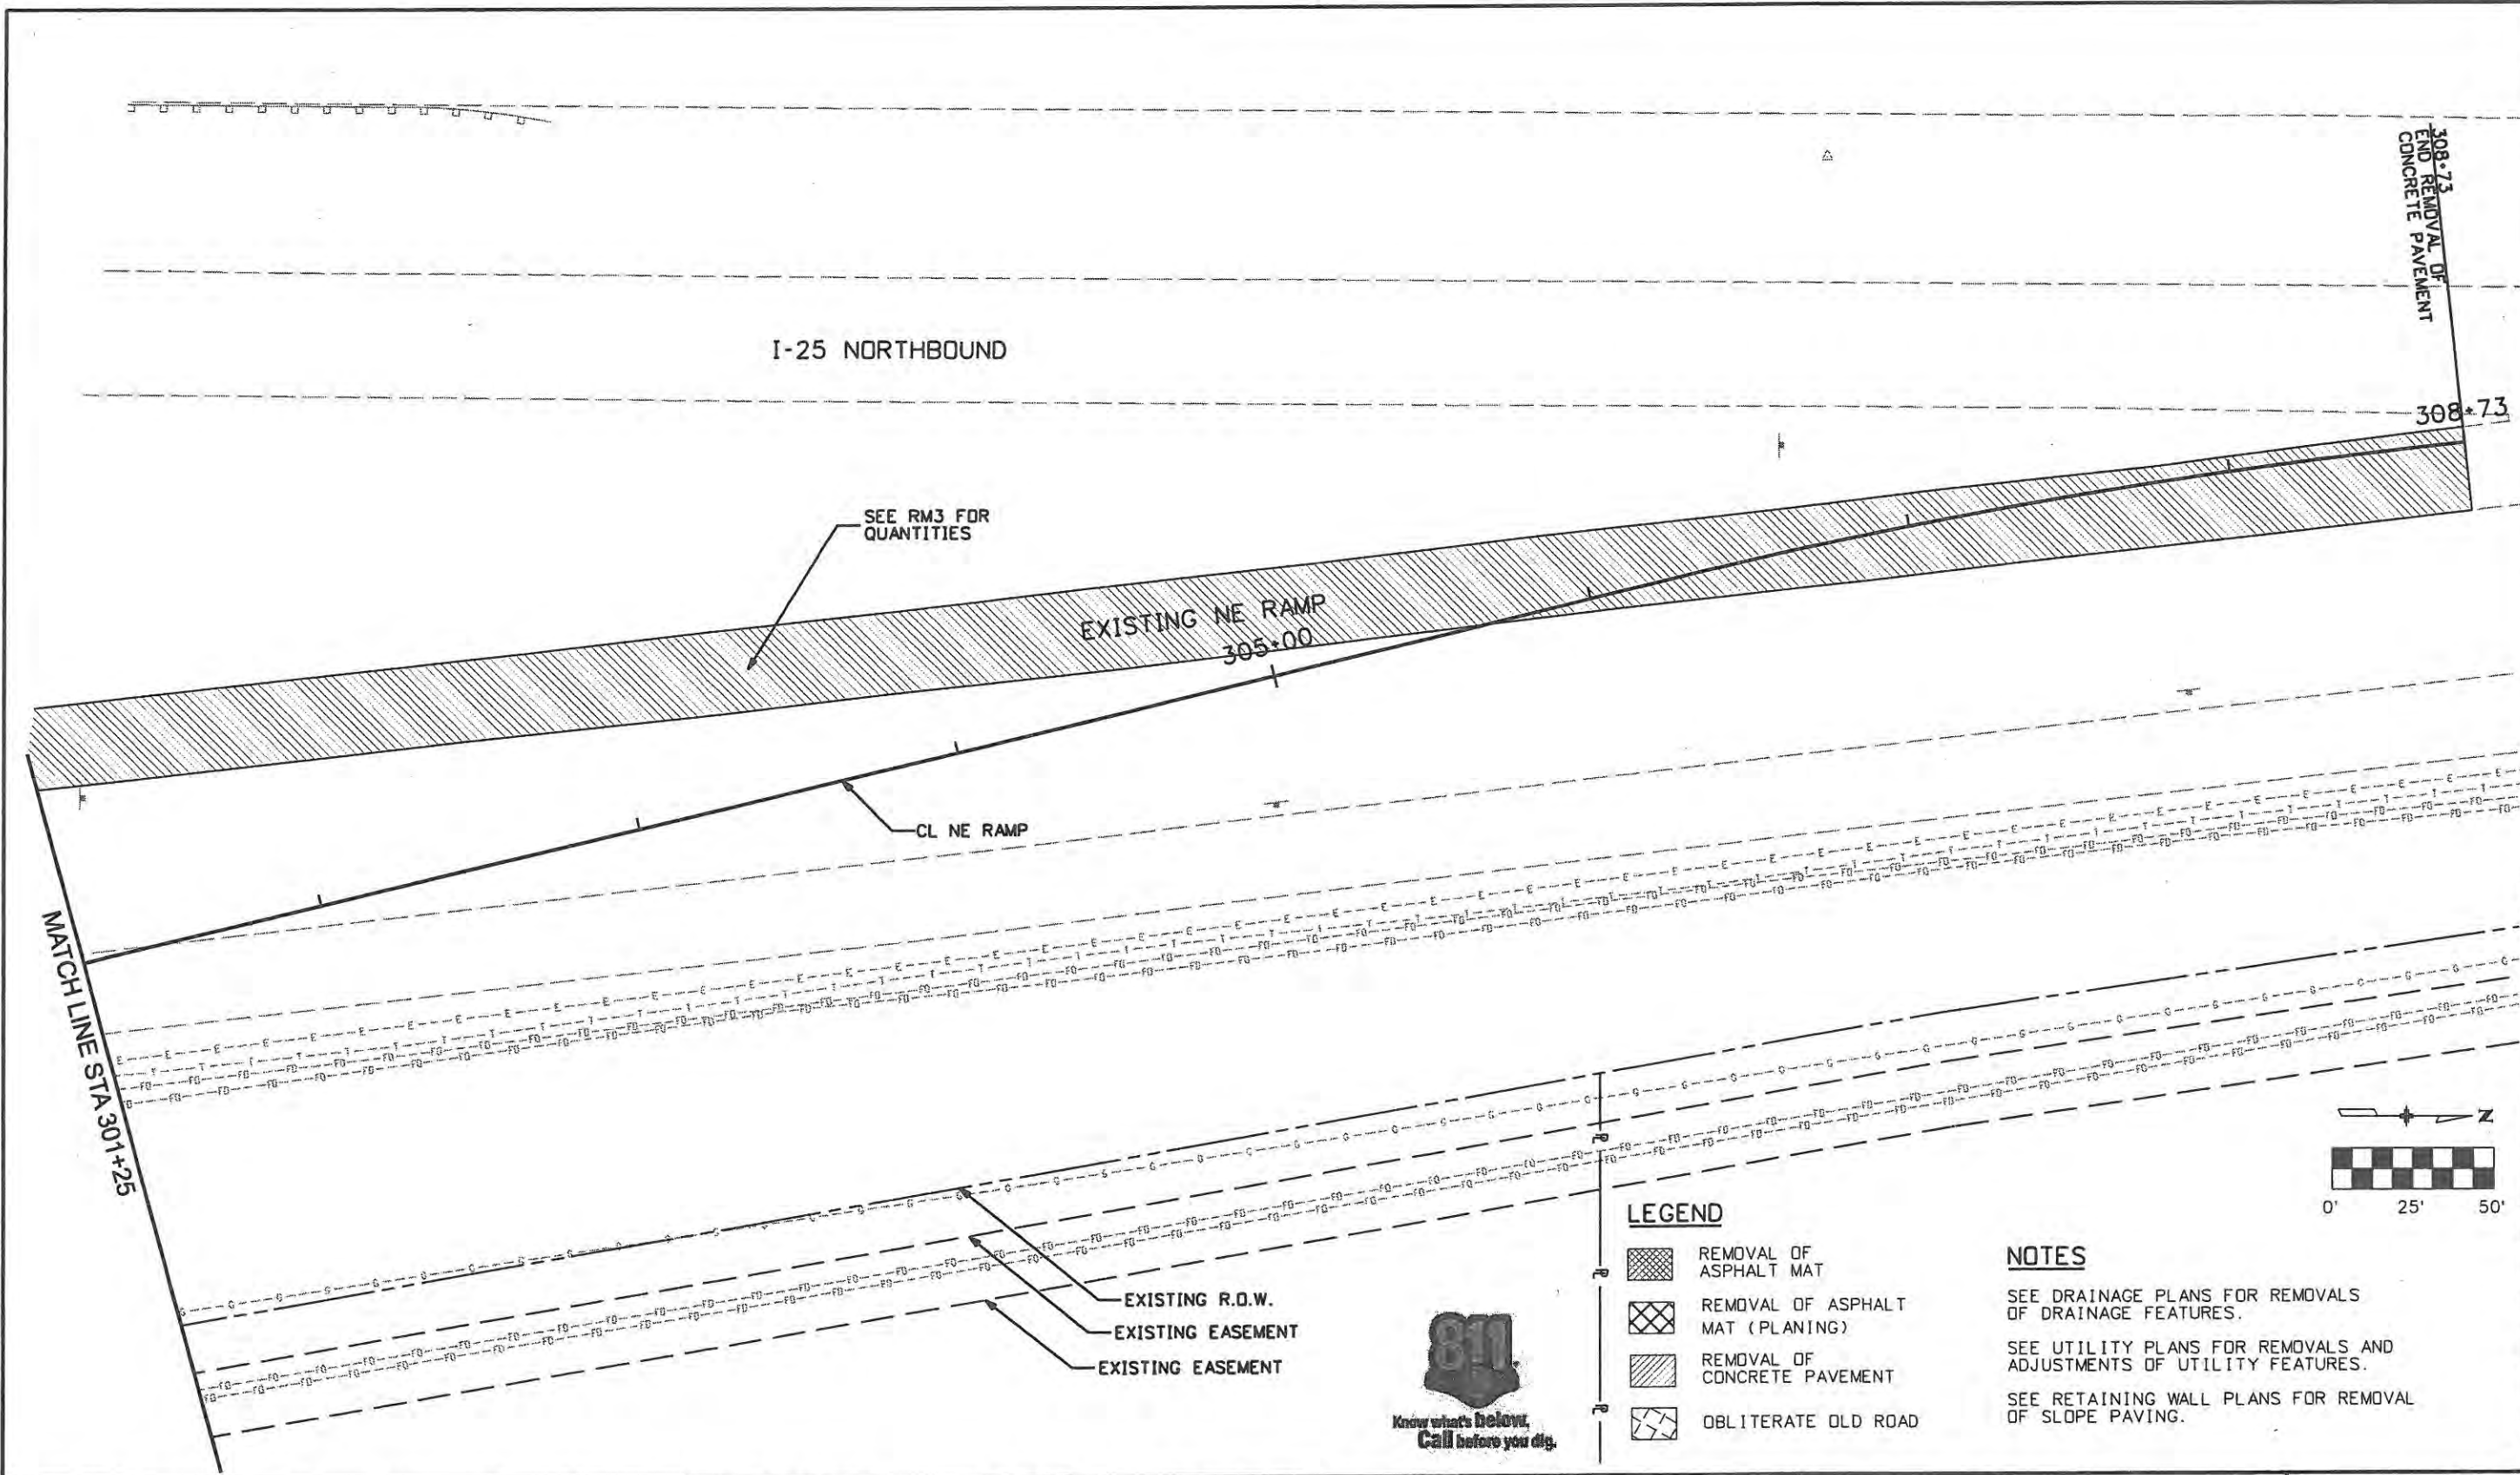 308+73
END REMOVAL OF
CONCRETE PAVEMENT
I-25 NORTHBOUND
308+73
SEE RM3 FOR
QUANTITIES
EXISTING NE RAMP
305+00
CL NE RAMP
MATCH LINE STA 301+25
EXISTING R.O.W.
EXISTING EASEMENT
EXISTING EASEMENT
811
Know what's below.
Call before you dig.
LEGEND
REMOVAL OF
ASPHALT MAT
REMOVAL OF ASPHALT
MAT (PLANING)
REMOVAL OF
CONCRETE PAVEMENT
OBLITERATE OLD ROAD
Z
0' 25' 50'
NOTES
SEE DRAINAGE PLANS FOR REMOVALS
OF DRAINAGE FEATURES.
SEE UTILITY PLANS FOR REMOVALS AND
ADJUSTMENTS OF UTILITY FEATURES.
SEE RETAINING WALL PLANS FOR REMOVAL
OF SLOPE PAVING.